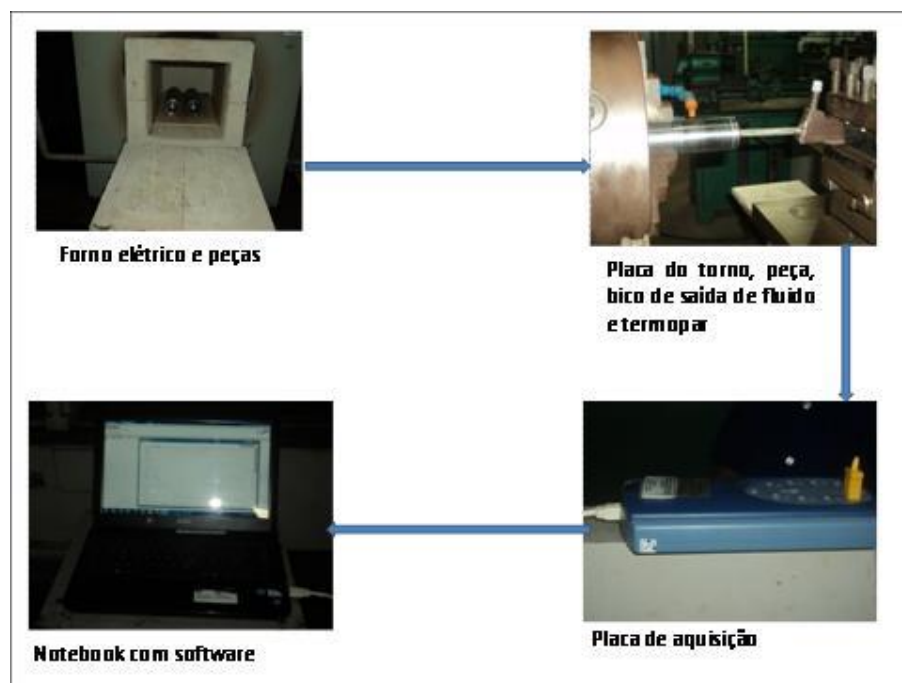 Forno elétrico e peças
Placa do torno, peça,
bico de saída de fluido
e termopar
Placa de aquisição
Notebook com software